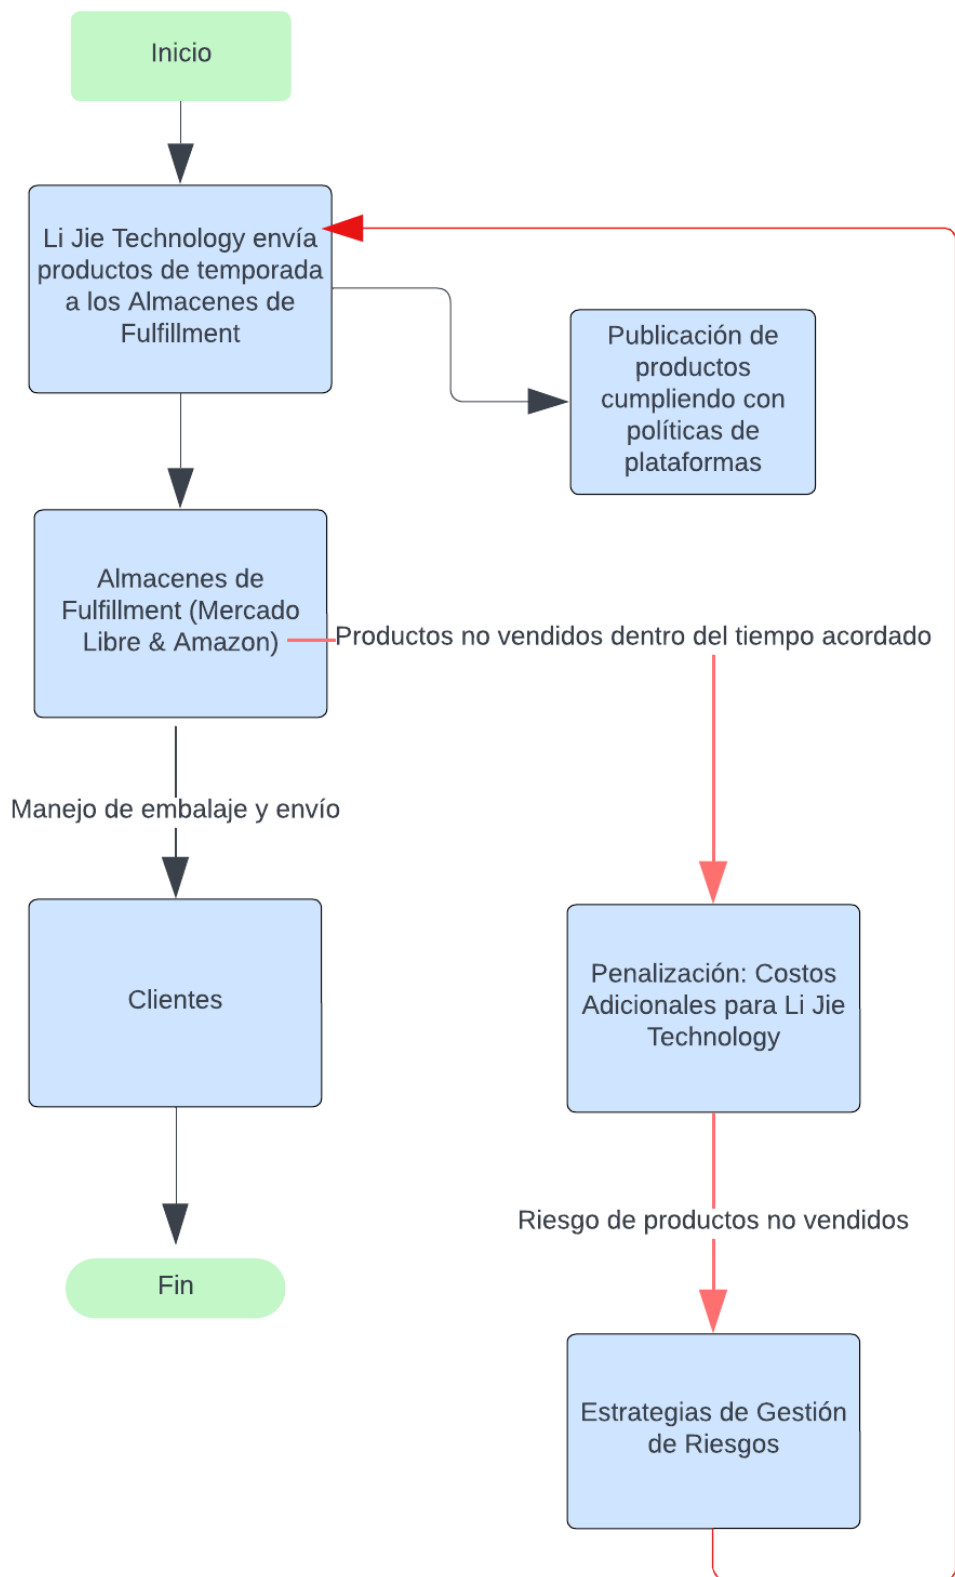 Inicio
Li Jie Technology envía
productos de temporada
a los Almacenes de
Fulfillment
Publicación de
productos
cumpliendo con
políticas de
plataformas
Almacenes de
Fulfillment (Mercado
Libre & Amazon)
Productos no vendidos dentro del tiempo acordado
Manejo de embalaje y envío
Clientes
Penalización: Costos
Adicionales para Li Jie
Technology
Riesgo de productos no vendidos
Fin
Estrategias de Gestión
de Riesgos